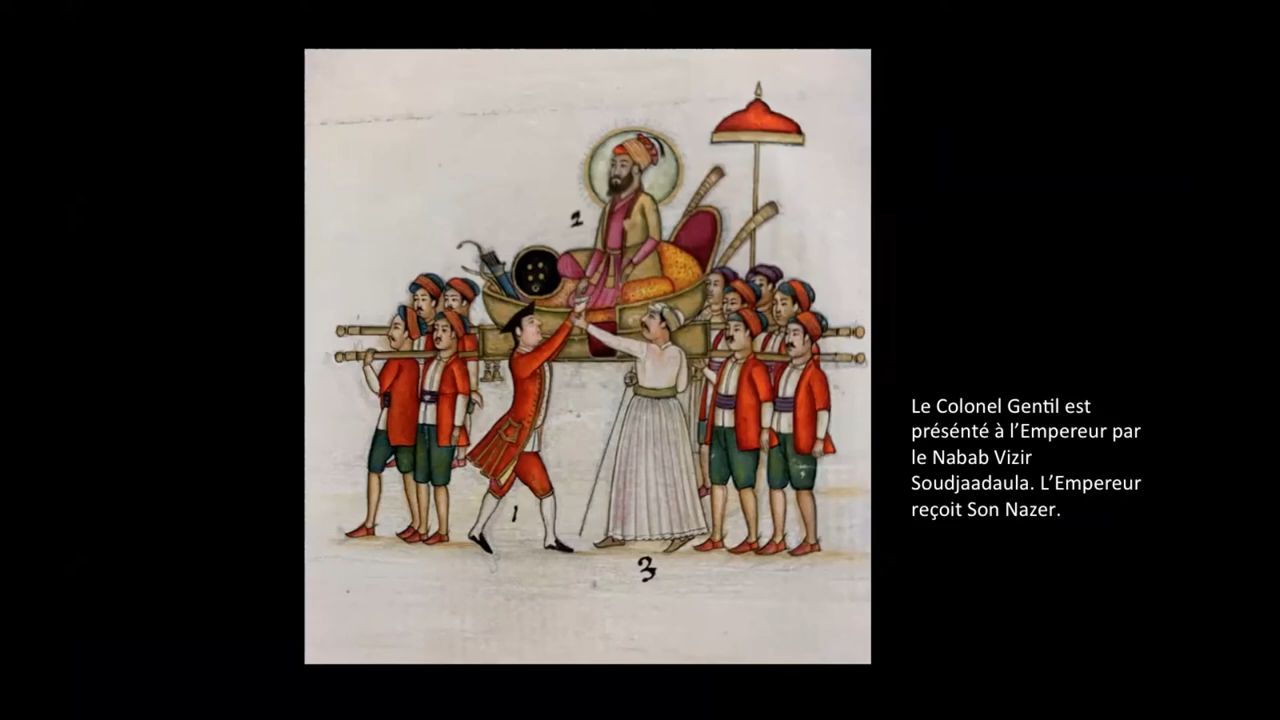 2
1
3
Le Colonel Gentil est
présénté à l’Empereur par
le Nabab Vizir
Soudjaadaula. L’Empereur
reçoit Son Nazer.